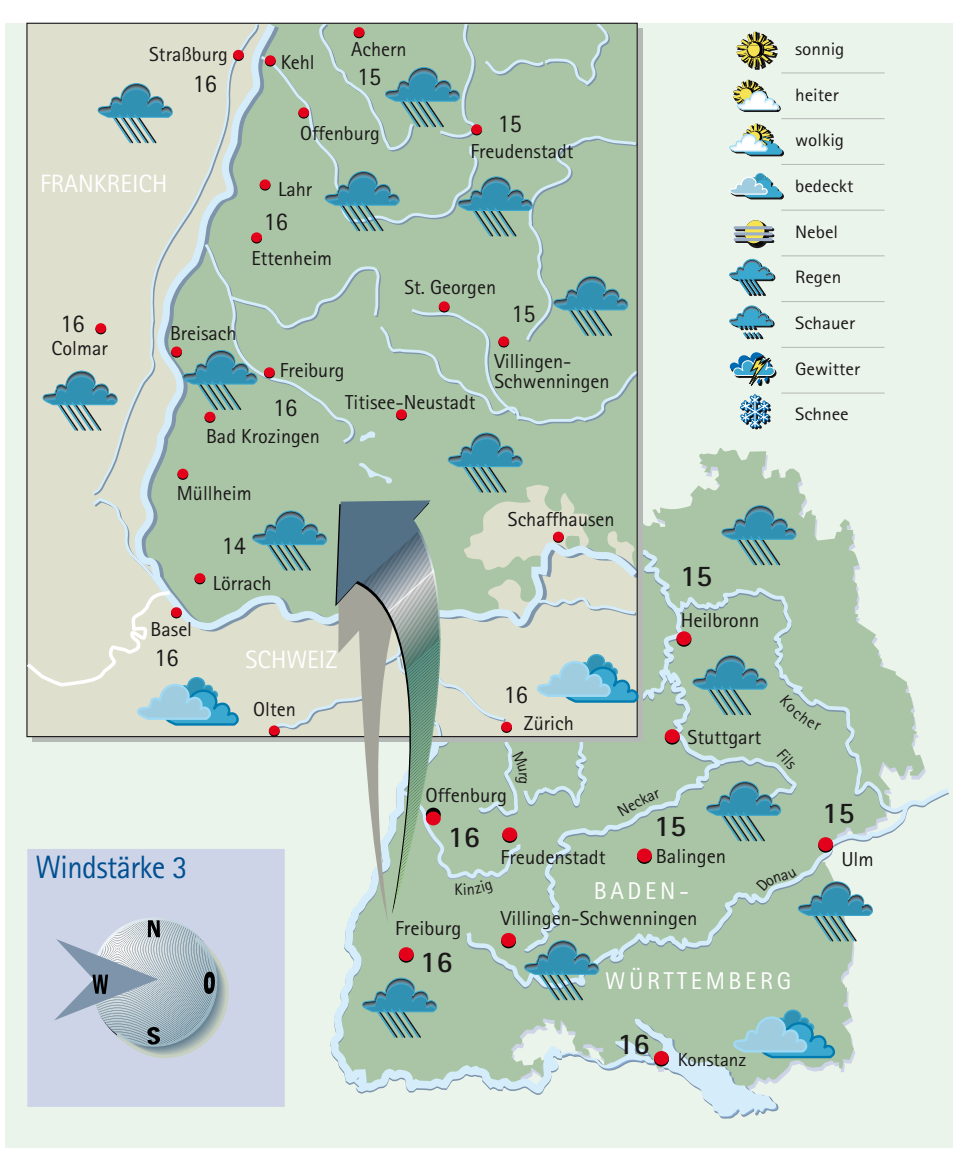 Straßburg
16
Kehl
Achern
15
Offenburg
15
Freudenstadt
FRANKREICH
Lahr
16
Ettenheim
St. Georgen
15
Villingen-
Schwenningen
16
Colmar
Breisach
Freiburg
16
Titisee-Neustadt
Bad Krozingen
Müllheim
14
Lörrach
Schaffhausen
Basel
16
SCHWEIZ
Olten
16
Zürich
sonnig
heiter
wolkig
bedeckt
Nebel
Regen
Schauer
Gewitter
Schnee
15
Heilbronn
Kocher
Stuttgart
Fils
Murg
Neckar
Offenburg
16
Freudenstadt
Kinzig
15
Balingen
15
Ulm
Donau
BADEN-
WÜRTTEMBERG
Villingen-Schwenningen
Freiburg
16
16
Konstanz
Windstärke 3
N
W
O
S